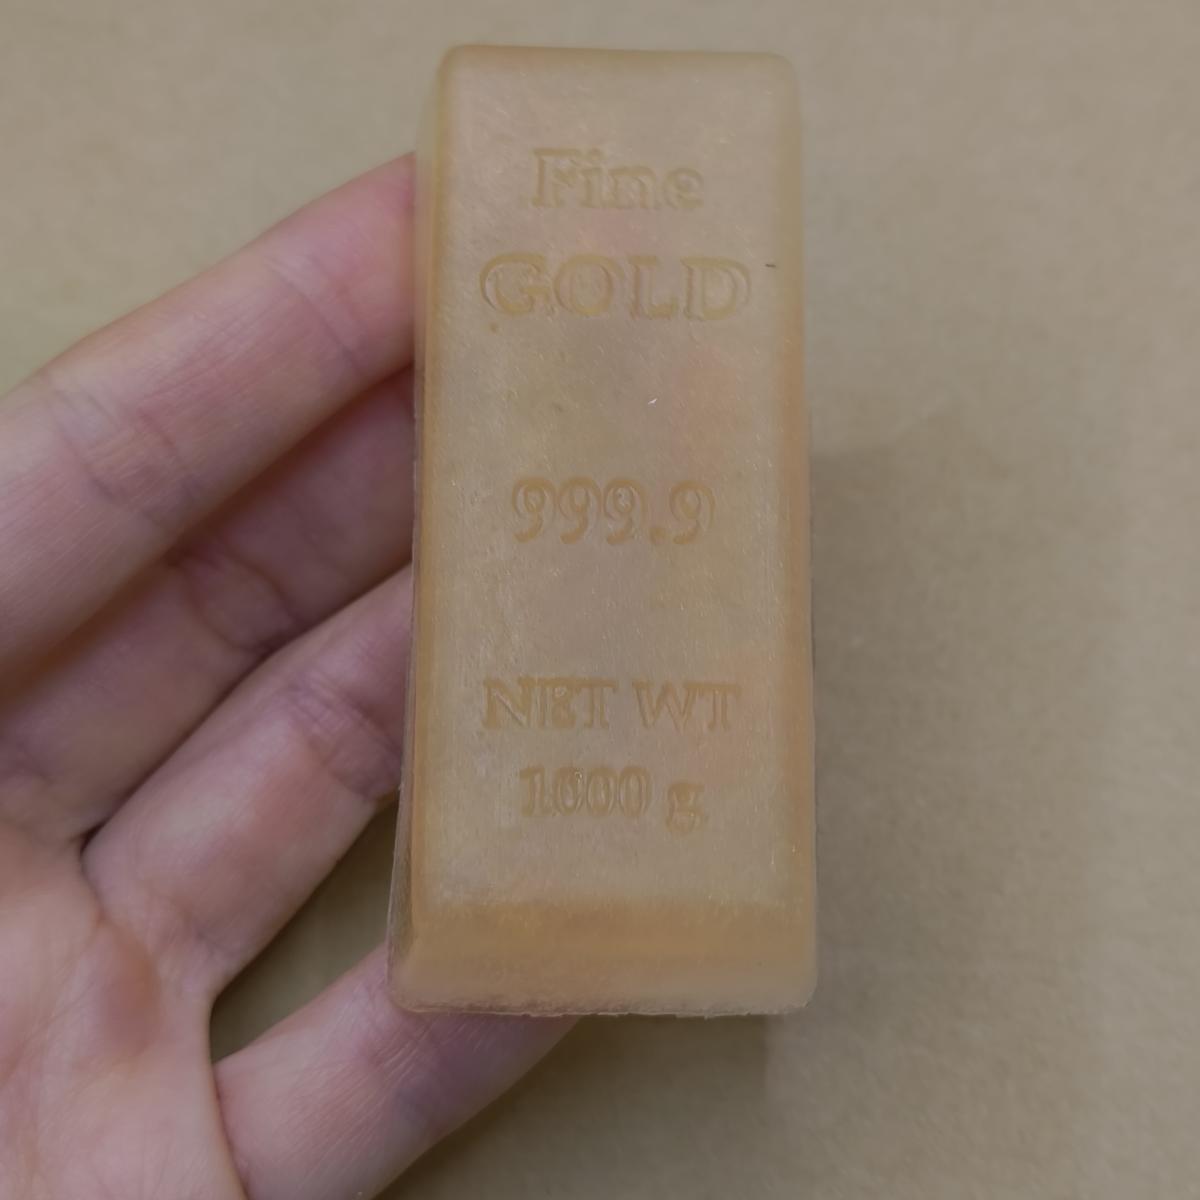 Fine
GOLD
999.9
NET WT
1000 g